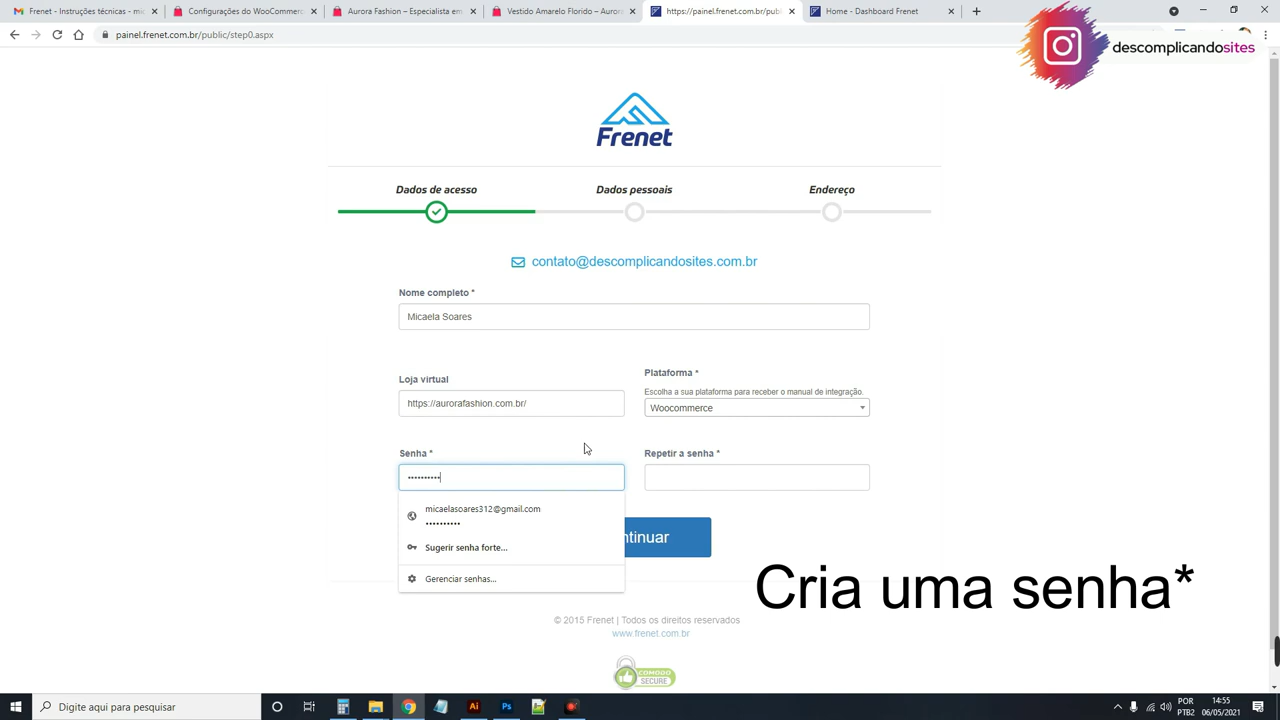 Frenet - Instruções técnicas - mic
Configurações do WooCommerc
Aurora Fashion – Especialista em
Vestido Amarelo Florido – Auror
https://painel.frenet.com.br/pub
Home - Dashboard Frenet
painel.frenet.com.br/public/step0.aspx
descomplicandosites
Frenet
Dados de acesso
Dados pessoais
Endereço
contato@descomplicandosites.com.br
Nome completo *
Micaela Soares
Loja virtual
Plataforma *
Escolha a sua plataforma para receber o manual de integração.
https://aurorafashion.com.br/
Woocommerce
Senha *
Repetir a senha *
••••••••••
micaelasoares312@gmail.com
••••••••••
Sugerir senha forte...
Gerenciar senhas...
ntinuar
Cria uma senha*
© 2015 Frenet | Todos os direitos reservados
www.frenet.com.br
COMODO
SECURE
Digite aqui para pesquisar
POR
PTB2
14:55
06/05/2021